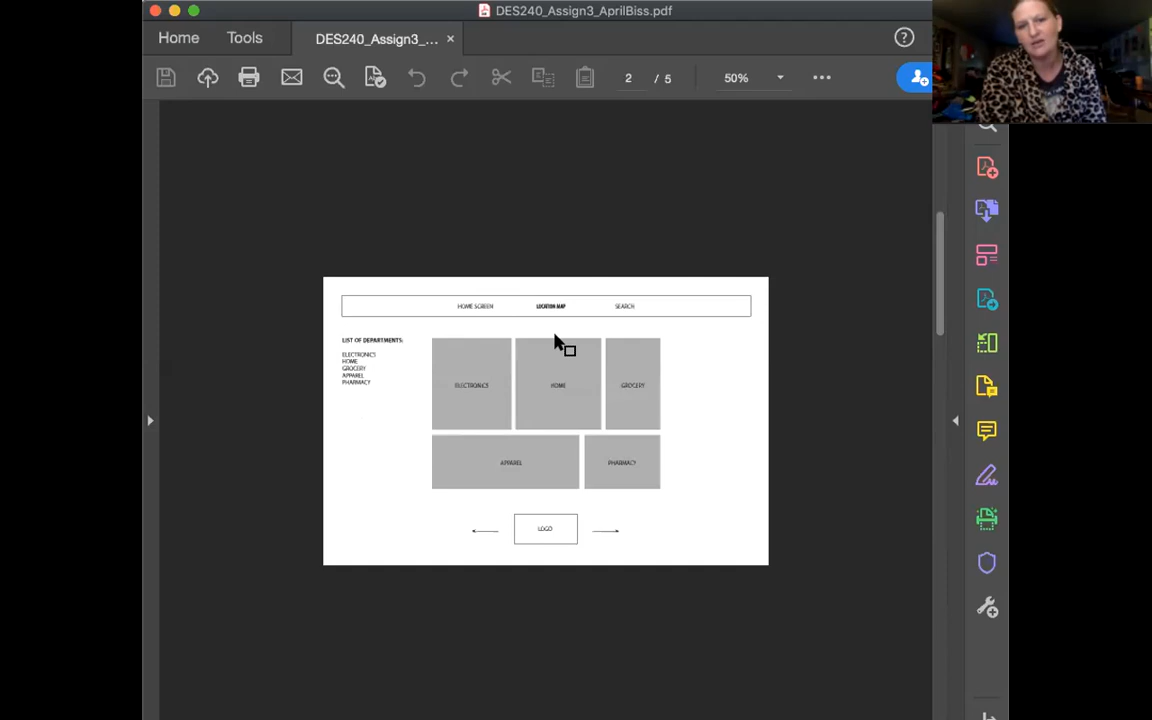 DES240_Assign3_AprilBiss.pdf
Home Tools DES240_Assign3_A... × ?
2 / 5 50% ...
HOME SCREEN LOCATION MAP SEARCH
LIST OF DEPARTMENTS:
ELECTRONICS
HOME
GROCERY
APPAREL
PHARMACY
ELECTRONICS HOME GROCERY
APPAREL PHARMACY
LOGO